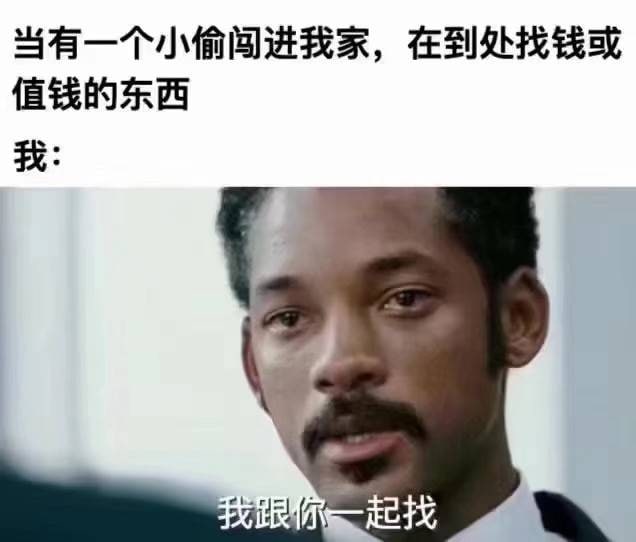 当有一个小偷闯进我家，在到处找钱或
值钱的东西
我：
我跟你一起找